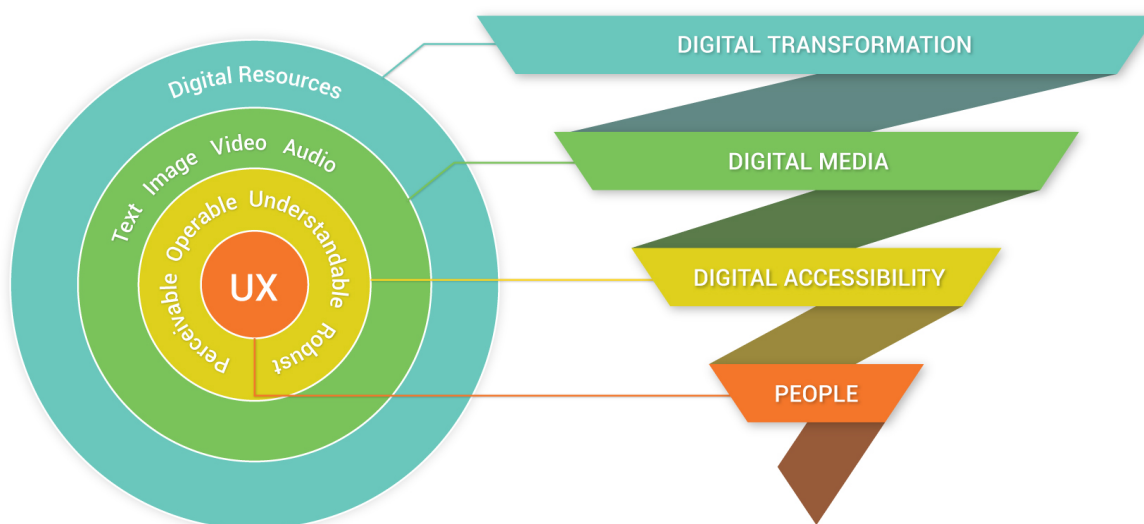 Digital Resources
Text Image Video Audio
Perceivable Operable Understandable Robust
UX
DIGITAL TRANSFORMATION
DIGITAL MEDIA
DIGITAL ACCESSIBILITY
PEOPLE